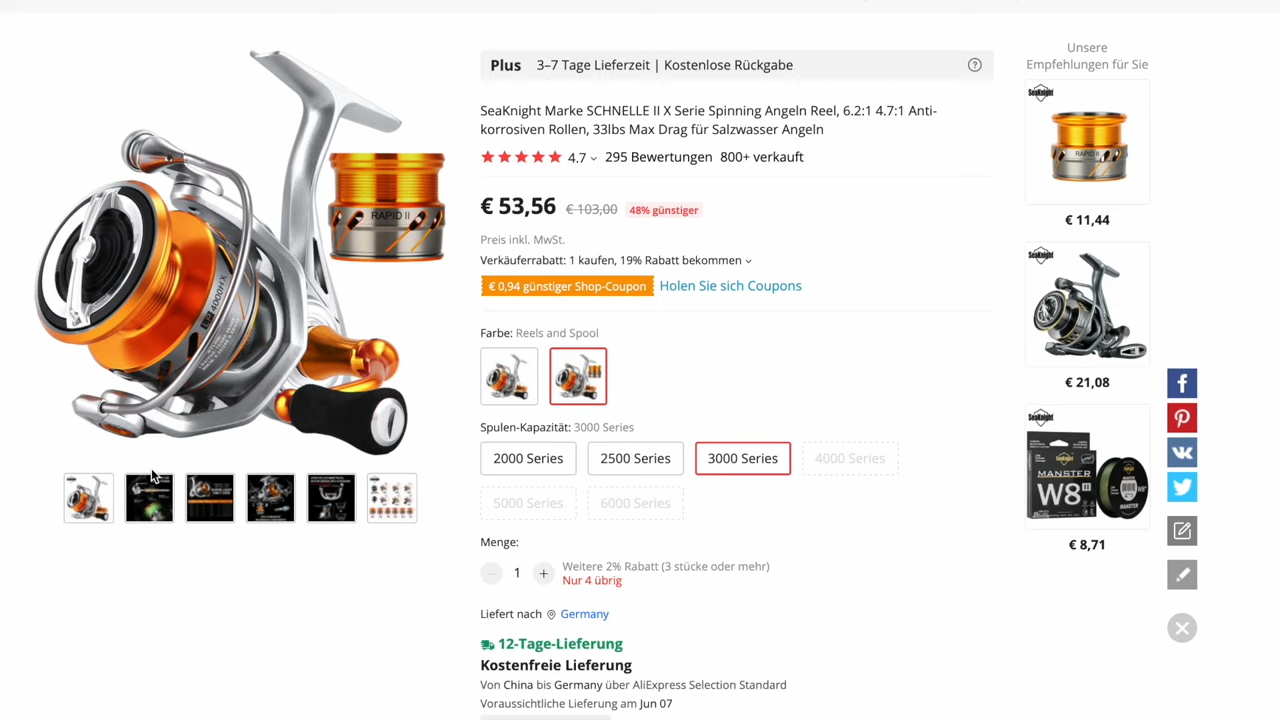 Plus 3–7 Tage Lieferzeit | Kostenlose Rückgabe
SeaKnight Marke SCHNELLE II X Serie Spinning Angeln Reel, 6.2:1 4.7:1 Anti-
korrosiven Rollen, 33lbs Max Drag für Salzwasser Angeln
4.7 295 Bewertungen 800+ verkauft
€ 53,56 € 103,00 48% günstiger
Preis inkl. MwSt.
Verkäuferrabatt: 1 kaufen, 19% Rabatt bekommen
€ 0,94 günstiger Shop-Coupon Holen Sie sich Coupons
Farbe: Reels and Spool
Spulen-Kapazität: 3000 Series
2000 Series 2500 Series 3000 Series 4000 Series
5000 Series 6000 Series
Menge:
1
Weitere 2% Rabatt (3 stücke oder mehr)
Nur 4 übrig
Liefert nach Germany
12-Tage-Lieferung
Kostenfreie Lieferung
Von China bis Germany über AliExpress Selection Standard
Voraussichtliche Lieferung am Jun 07
RAPID II
4000H X
Unsere
Empfehlungen für Sie
SeaKnight
RAPID II
€ 11,44
SeaKnight
€ 21,08
SeaKnight
MANSTER
W8 II
MANSTER
€ 8,71